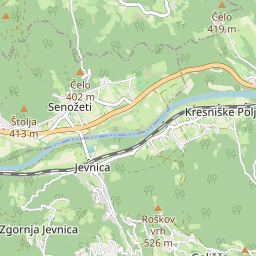 Čelo
419 m
Čelo
402 m
Senožeti
Štolja
413 m
Kresniške Polj
Jevnica
Roškov
vrh
526 m
Zgornja Jevnica